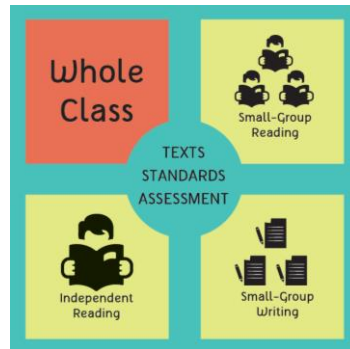 Whole
Class
Small-Group
Reading
TEXTS
STANDARDS
ASSESSMENT
Independent
Reading
Small-Group
Writing